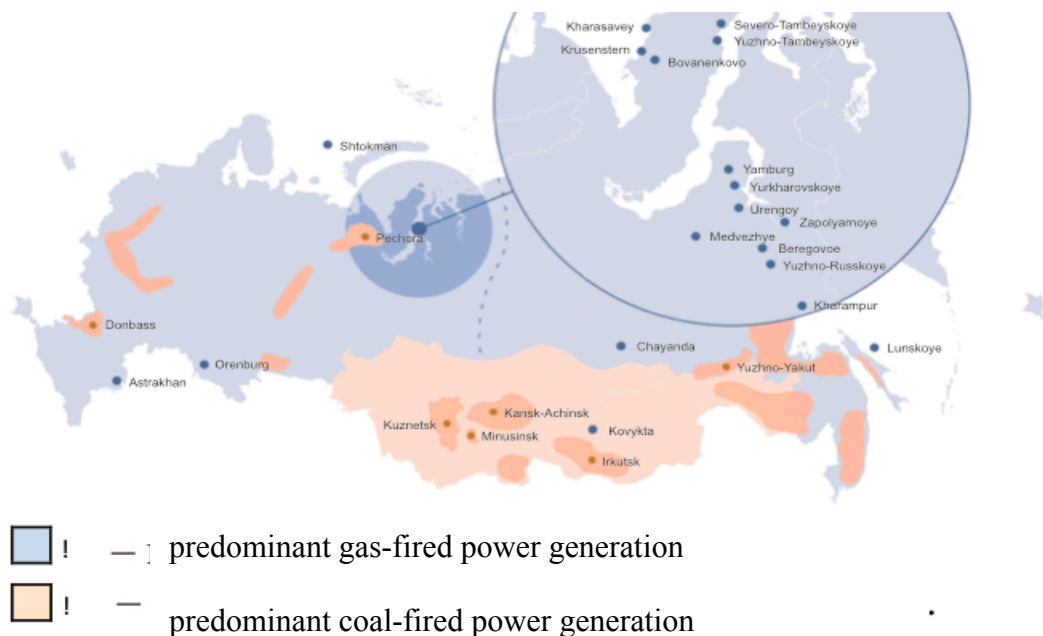 Kharasavey
Severo-Tambeyskoye
Krusenstern
Yuzhno-Tambeyskoye
Bovanenkovo
Shtokman
Yamburg
Yurkharovskoye
Urengoy
Zapolyarnoye
Pechora
Medvezhye
Beregovoe
Yuzhno-Russkoye
Kharampur
Donbass
Chayanda
Lunskoye
Orenburg
Yuzhno-Yakut
Astrakhan
Kansk-Achinsk
Kuznetsk
Minusinsk
Kovykta
Irkutsk
! — predominant gas-fired power generation
! —
predominant coal-fired power generation